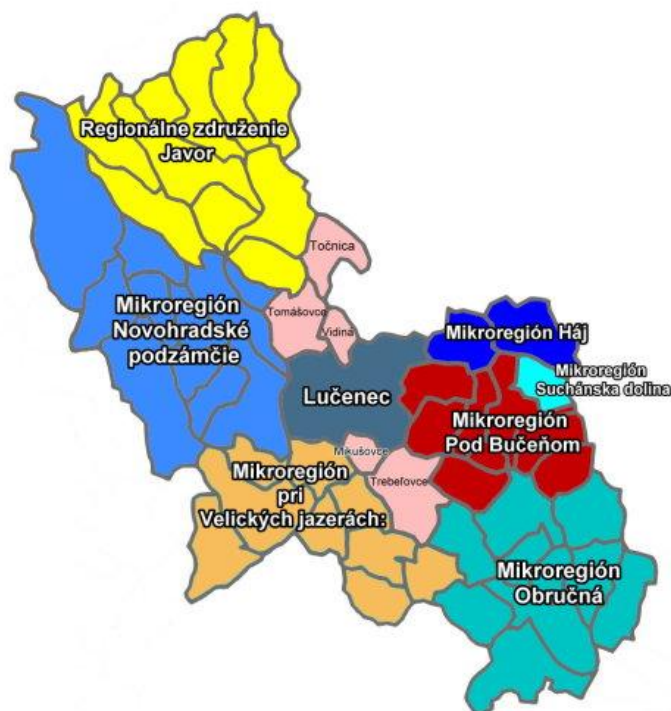 Regionálne združenie
Javor
Točnica
Mikroregión
Novohradské
podzámčie
Tomášovce
Vidiná
Mikroregión Háj
Mikroregión
Suchánska dolina
Lučenec
Mikroregión
Pod Bučeňom
Mikušovce
Trebeľovce
Mikroregión
pri
Velických jazerách:
Mikroregión
Obručná